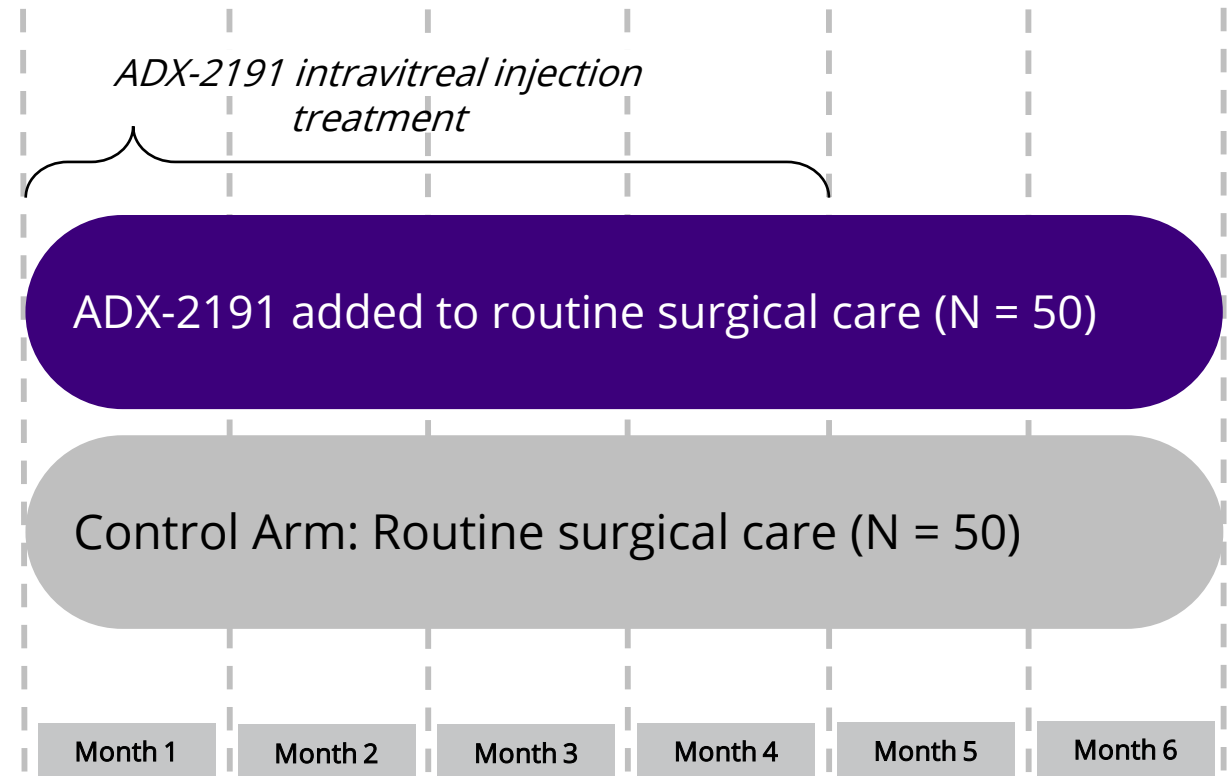 ADX-2191 intravitreal injection
treatment
ADX-2191 added to routine surgical care (N = 50)
Control Arm: Routine surgical care (N = 50)
Month 1
Month 2
Month 3
Month 4
Month 5
Month 6